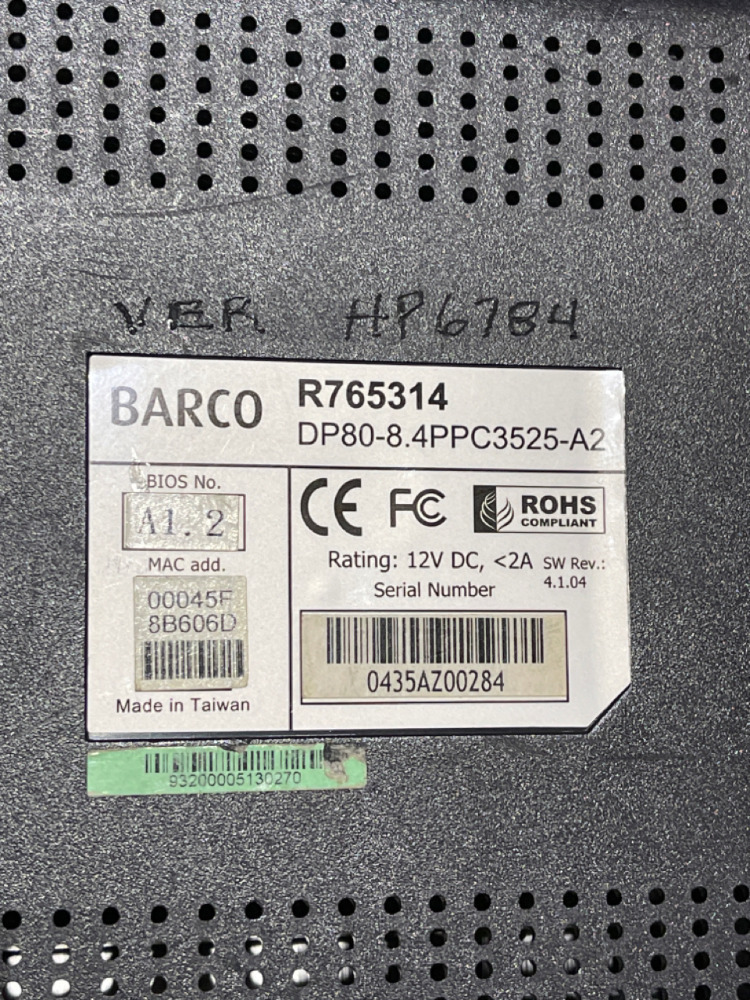 VER HP6784
BARCO
R765314
DP80-8.4PPC3525-A2
BIOS No.
A1.2
MAC add.
00045F
8B606D
Made in Taiwan
CE FC ROHS
COMPLIANT
Rating: 12V DC, <2A SW Rev.:
4.1.04
Serial Number
0435AZ00284
93200005130270